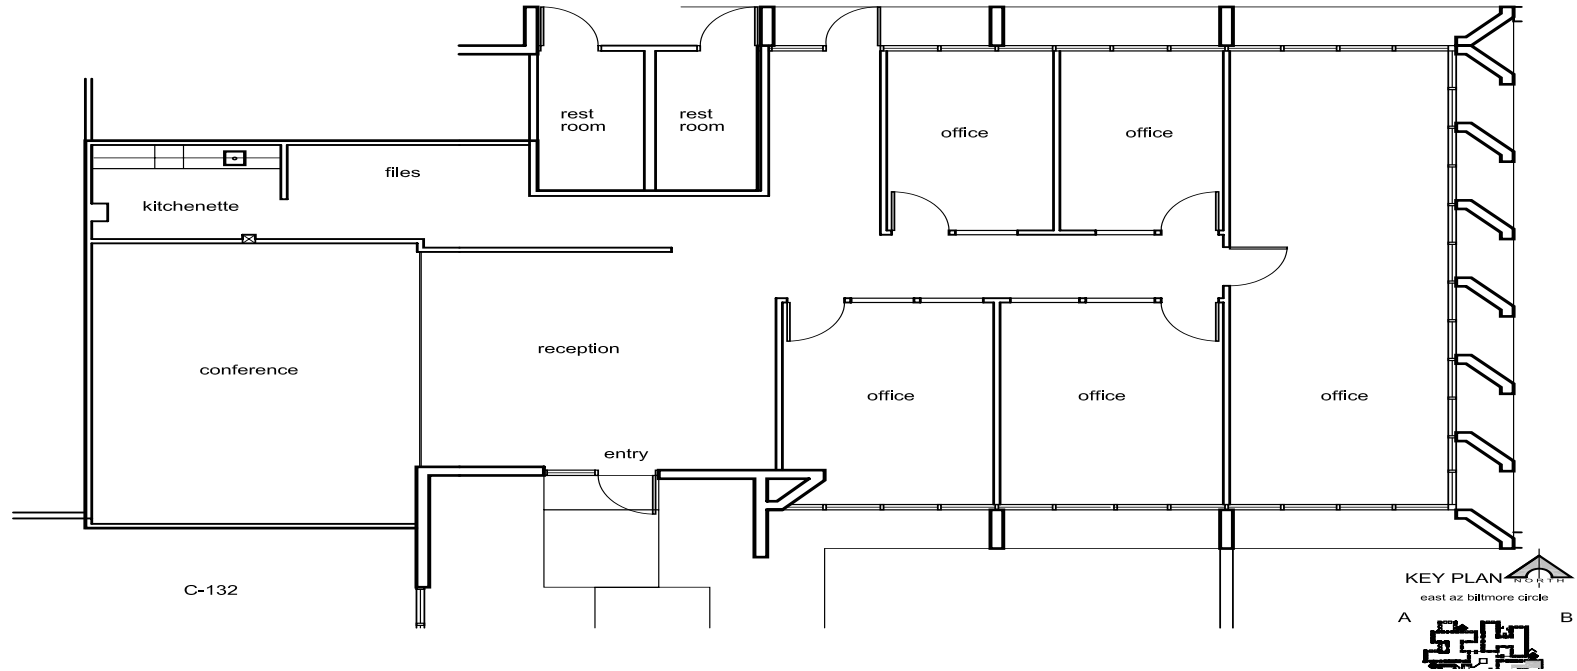 rest
room
rest
room
office
office
files
kitchenette
reception
conference
office
office
office
entry
C-132
KEY PLAN
NORTH
east az biltmore circle
A
B